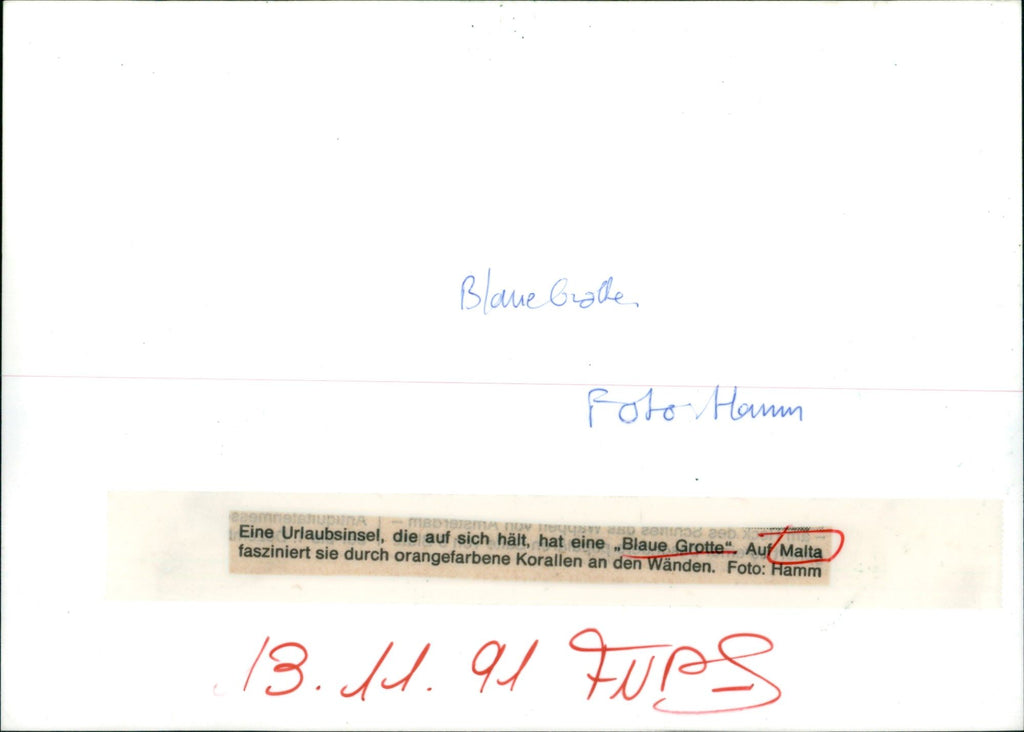 Blaue Grotte
Foto: Hamm
Eine Urlaubsinsel, die auf sich hält, hat eine „Blaue Grotte“. Auf Malta
fasziniert sie durch orangefarbene Korallen an den Wänden. Foto: Hamm
13.11.91 FNPS